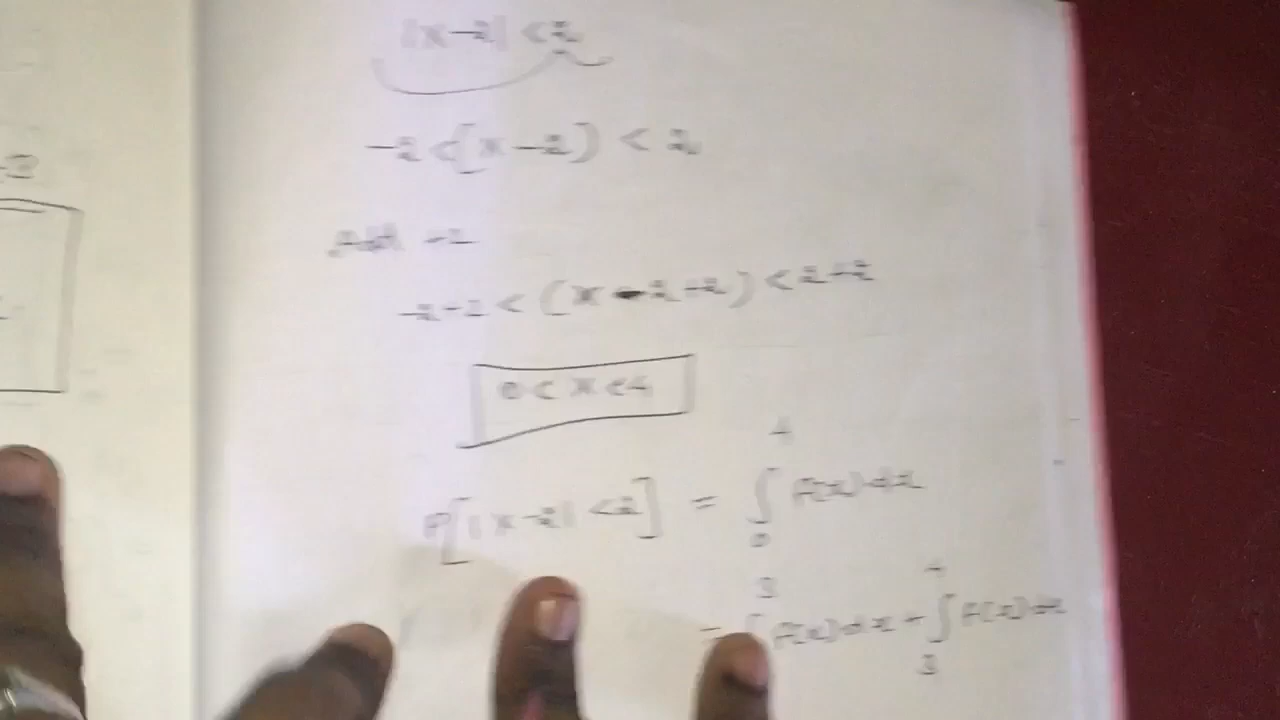 |x-2| < 2
-2 < (x-2) < 2
Add +2
-2+2 < (x-2+2) < 2+2
0 < x < 4
P[|x-2| < 2] = ∫₀⁴ f(x) dx
= ∫₀³ f(x) dx + ∫₃⁴ f(x) dx